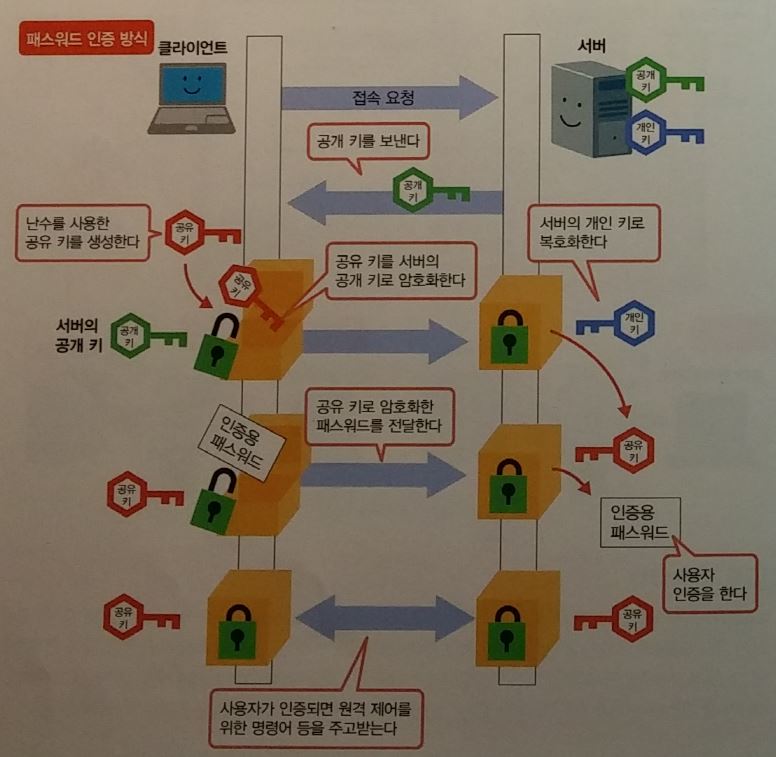 패스워드 인증 방식
클라이언트
서버
공개
키
개인
키
접속 요청
공개 키를 보낸다
공개
키
난수를 사용한
공유 키를 생성한다
공유
키
서버의 개인 키로
복호화한다
공유
키
공유 키를 서버의
공개 키로 암호화한다
서버의
공개 키
공개
키
개인
키
인증용
패스워드
공유 키로 암호화한
패스워드를 전달한다
공유
키
공유
키
인증용
패스워드
사용자
인증을 한다
공유
키
공유
키
사용자가 인증되면 원격 제어를
위한 명령어 등을 주고받는다